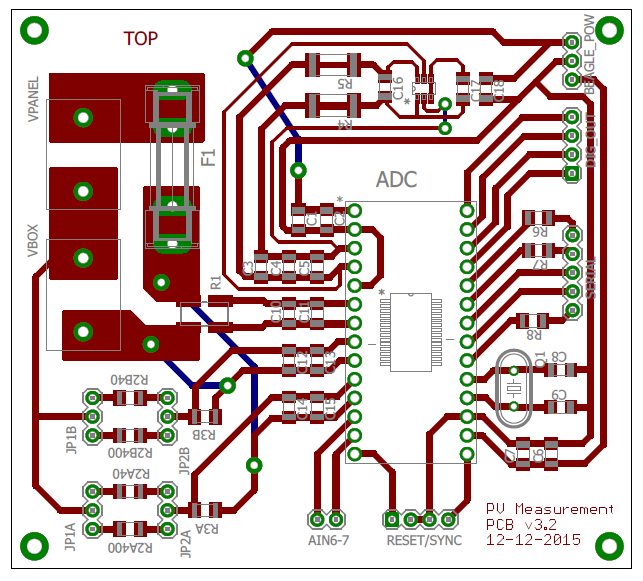 TOP
BEAGLE_POW
VPANEL
R5
C16
C17
C18
*
R4
F1
DIG_OUT
ADC
*
C1
C2
R6
VBOX
C3
C4
C5
R7
SERIAL
R1
*
C10
C11
R8
C12
C13
Q1
C8
R2B40
C14
C15
C9
R3B
JP1B
R2B400
JP2B
C7
C6
R2A40
R3A
JP1A
R2A400
JP2A
AIN6-7
RESET/SYNC
PV Measurement
PCB v3.2
12-12-2015